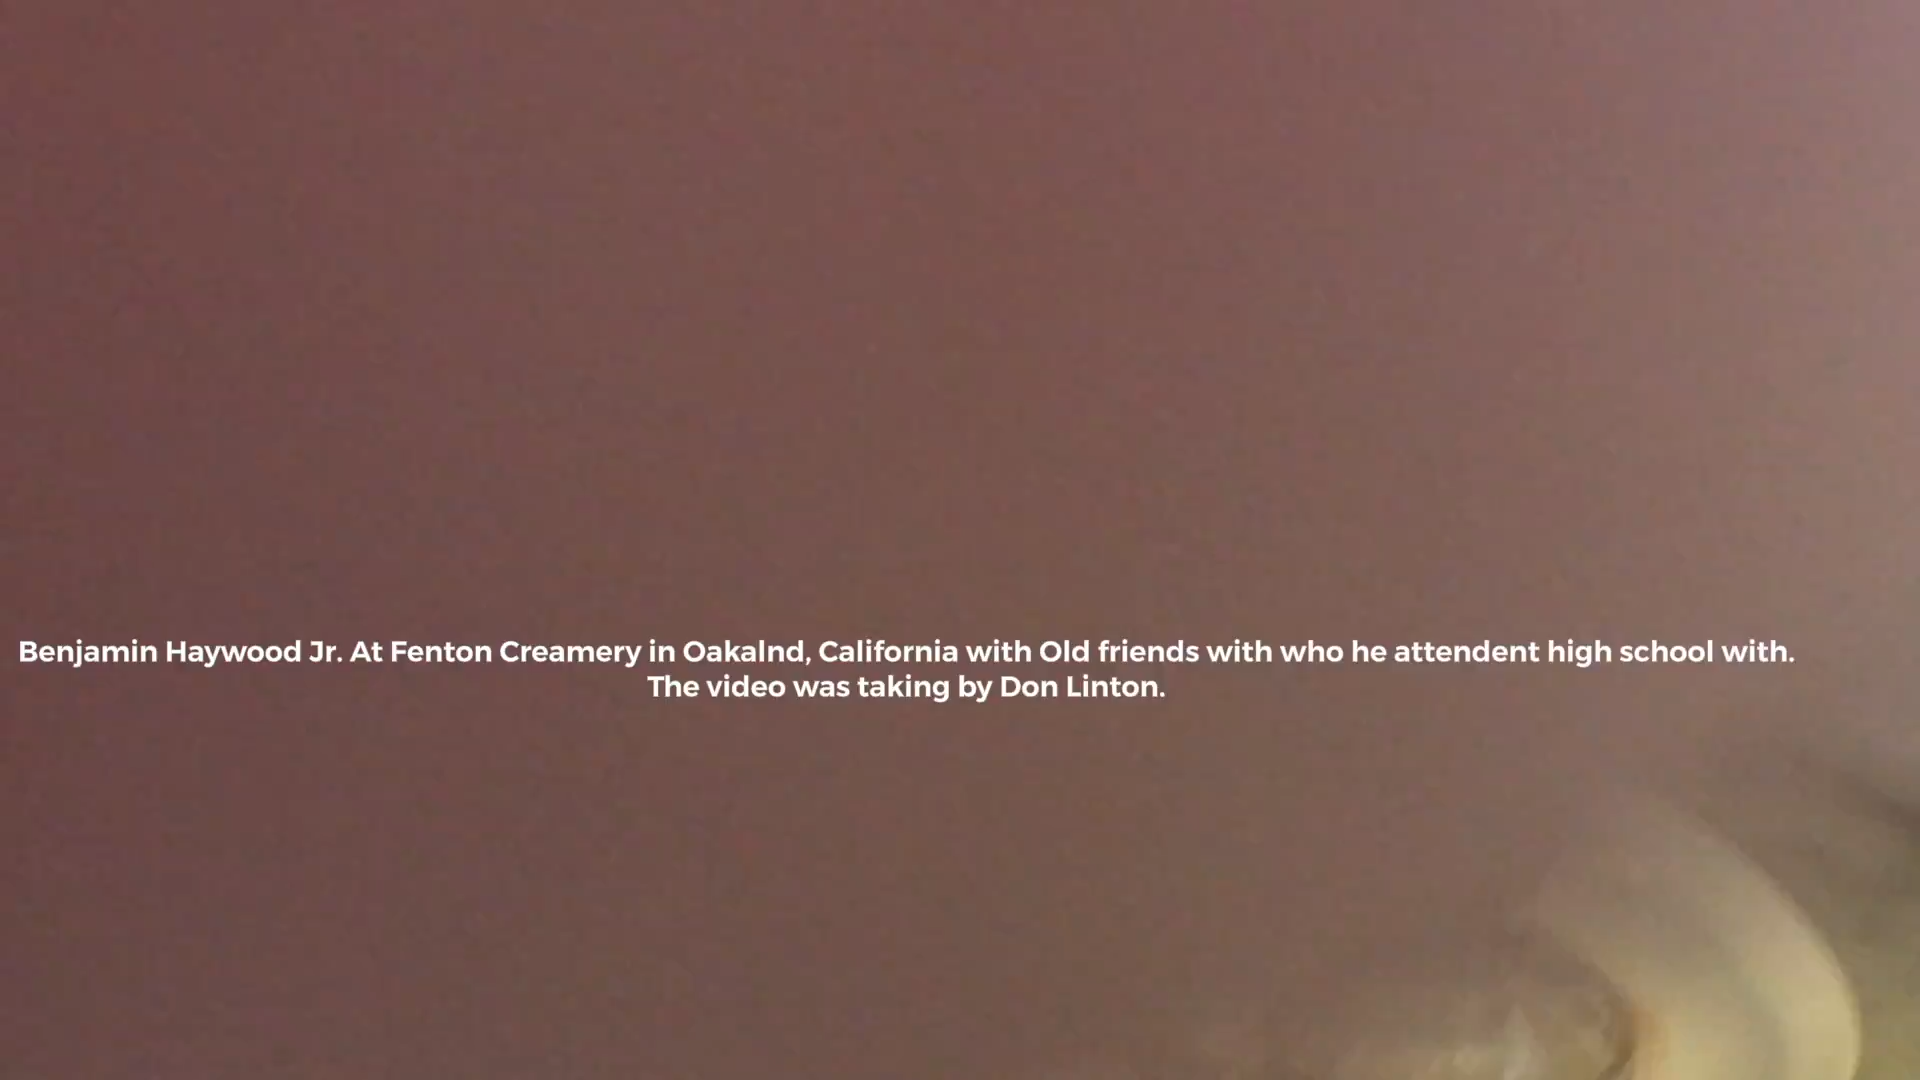 Benjamin Haywood Jr. At Fenton Creamery in Oakalnd, California with Old friends with who he attendent high school with.
The video was taking by Don Linton.